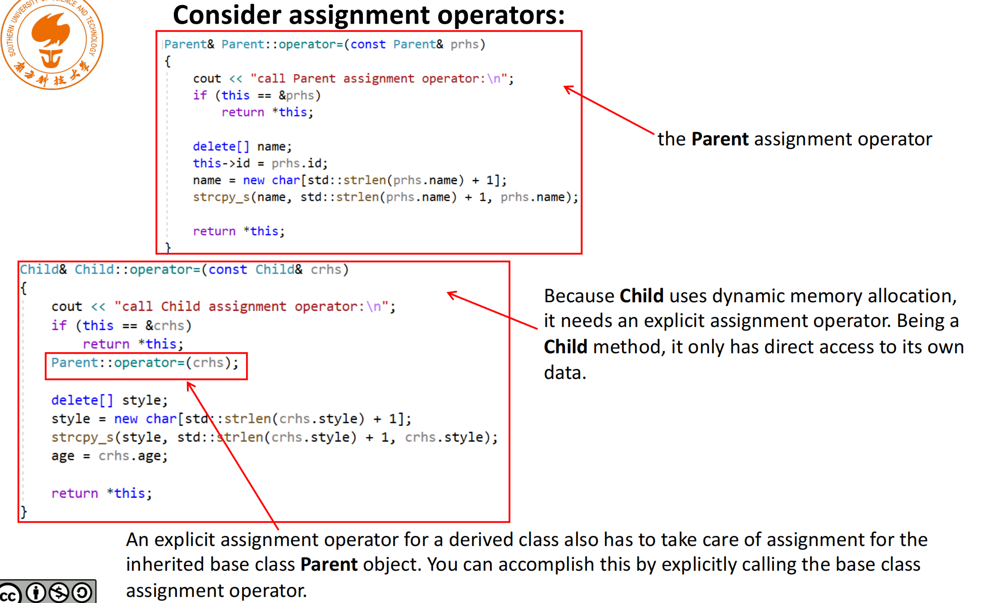 SOUTHERN UNIVERSITY OF SCIENCE AND TECHNOLOGY
南方科技大学
Consider assignment operators:
Parent& Parent::operator=(const Parent& prhs)
{
    cout << "call Parent assignment operator:\n";
    if (this == &prhs)
        return *this;
    delete[] name;
    this->id = prhs.id;
    name = new char[std::strlen(prhs.name) + 1];
    strcpy_s(name, std::strlen(prhs.name) + 1, prhs.name);
    return *this;
}
the Parent assignment operator
Child& Child::operator=(const Child& crhs)
{
    cout << "call Child assignment operator:\n";
    if (this == &crhs)
        return *this;
    Parent::operator=(crhs);
    delete[] style;
    style = new char[std::strlen(crhs.style) + 1];
    strcpy_s(style, std::strlen(crhs.style) + 1, crhs.style);
    age = crhs.age;
    return *this;
}
Because Child uses dynamic memory allocation,
it needs an explicit assignment operator. Being a
Child method, it only has direct access to its own
data.
An explicit assignment operator for a derived class also has to take care of assignment for the
inherited base class Parent object. You can accomplish this by explicitly calling the base class
assignment operator.
cc